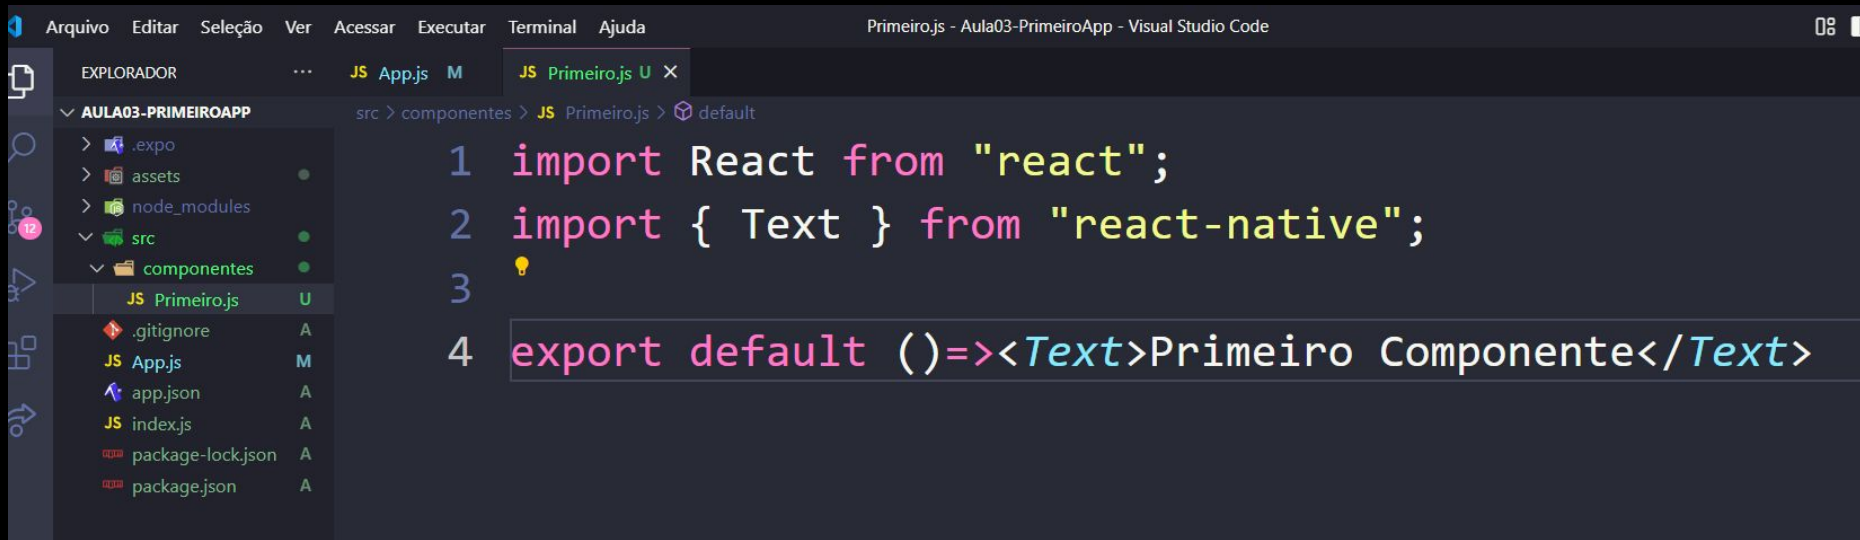 Arquivo Editar Seleção Ver Acessar Executar Terminal Ajuda Primeiro.js - Aula03-PrimeiroApp - Visual Studio Code
EXPLORADOR ··· JS App.js M JS Primeiro.js U ×
AULA03-PRIMEIROAPP
src > componentes > JS Primeiro.js > default
.expo
assets
node_modules
12
src
componentes
JS Primeiro.js U
.gitignore A
JS App.js M
app.json A
JS index.js A
package-lock.json A
package.json A
1 import React from "react";
2 import { Text } from "react-native";
3
4 export default ()=><Text>Primeiro Componente</Text>